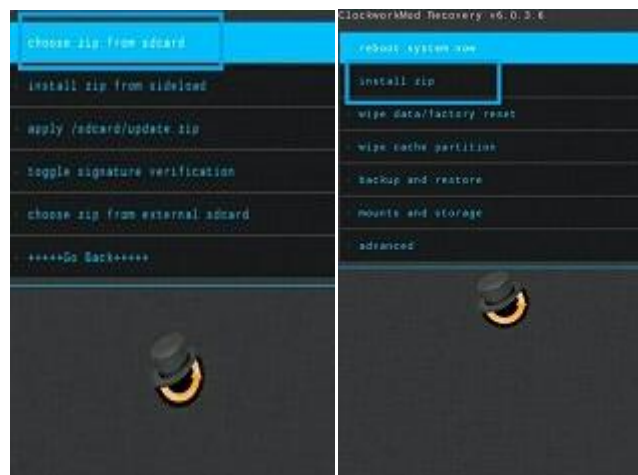 choose zip from sdcard
install zip from sideload
apply /sdcard/update.zip
toggle signature verification
choose zip from external sdcard
+++++Go Back+++++
ClockworkMod Recovery v6.0.3.6
reboot system now
install zip
wipe data/factory reset
wipe cache partition
backup and restore
mounts and storage
advanced